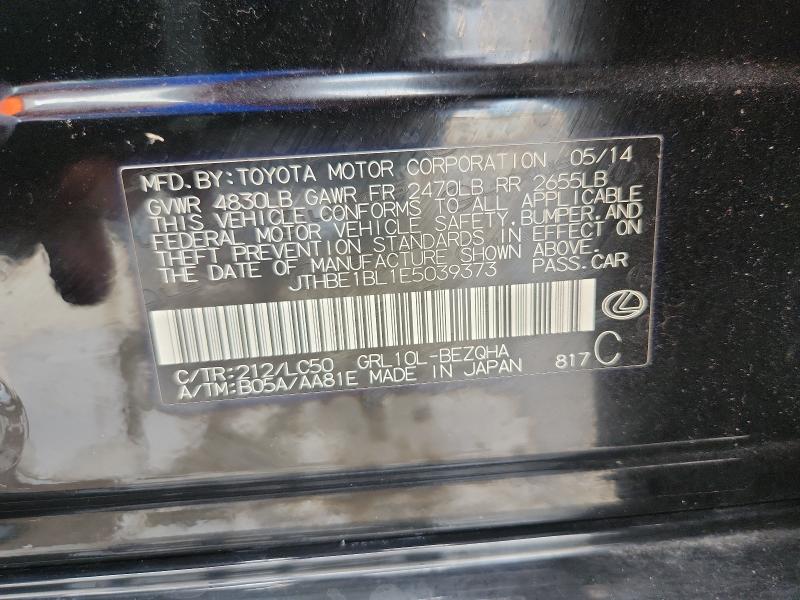 MFD.BY:TOYOTA MOTOR CORPORATION 05/14
GVWR 4830LB GAWR FR 2470LB RR 2655LB
THIS VEHICLE CONFORMS TO ALL APPLICABLE
FEDERAL MOTOR VEHICLE SAFETY,BUMPER,AND
THEFT PREVENTION STANDARDS IN EFFECT ON
THE DATE OF MANUFACTURE SHOWN ABOVE.
JTHBE1BL1E5039373 PASS.CAR
C/TR:212/LC50 GRL10L-BEZQHA
A/TM:B05A/AA81E MADE IN JAPAN 817 C